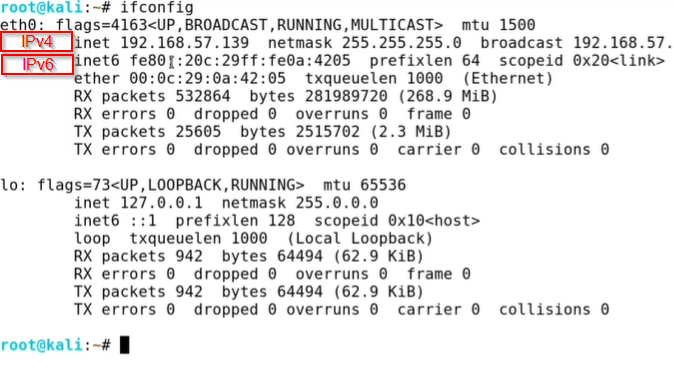 root@kali:~# ifconfig
eth0: flags=4163<UP,BROADCAST,RUNNING,MULTICAST>  mtu 1500
IPv4 inet 192.168.57.139  netmask 255.255.255.0  broadcast 192.168.57.
IPv6 inet6 fe80::20c:29ff:fe0a:4205  prefixlen 64  scopeid 0x20<link>
ether 00:0c:29:0a:42:05  txqueuelen 1000  (Ethernet)
RX packets 532864  bytes 281989720 (268.9 MiB)
RX errors 0  dropped 0  overruns 0  frame 0
TX packets 25605  bytes 2515702 (2.3 MiB)
TX errors 0  dropped 0 overruns 0  carrier 0  collisions 0
lo: flags=73<UP,LOOPBACK,RUNNING>  mtu 65536
inet 127.0.0.1  netmask 255.0.0.0
inet6 ::1  prefixlen 128  scopeid 0x10<host>
loop  txqueuelen 1000  (Local Loopback)
RX packets 942  bytes 64494 (62.9 KiB)
RX errors 0  dropped 0  overruns 0  frame 0
TX packets 942  bytes 64494 (62.9 KiB)
TX errors 0  dropped 0 overruns 0  carrier 0  collisions 0
root@kali:~#